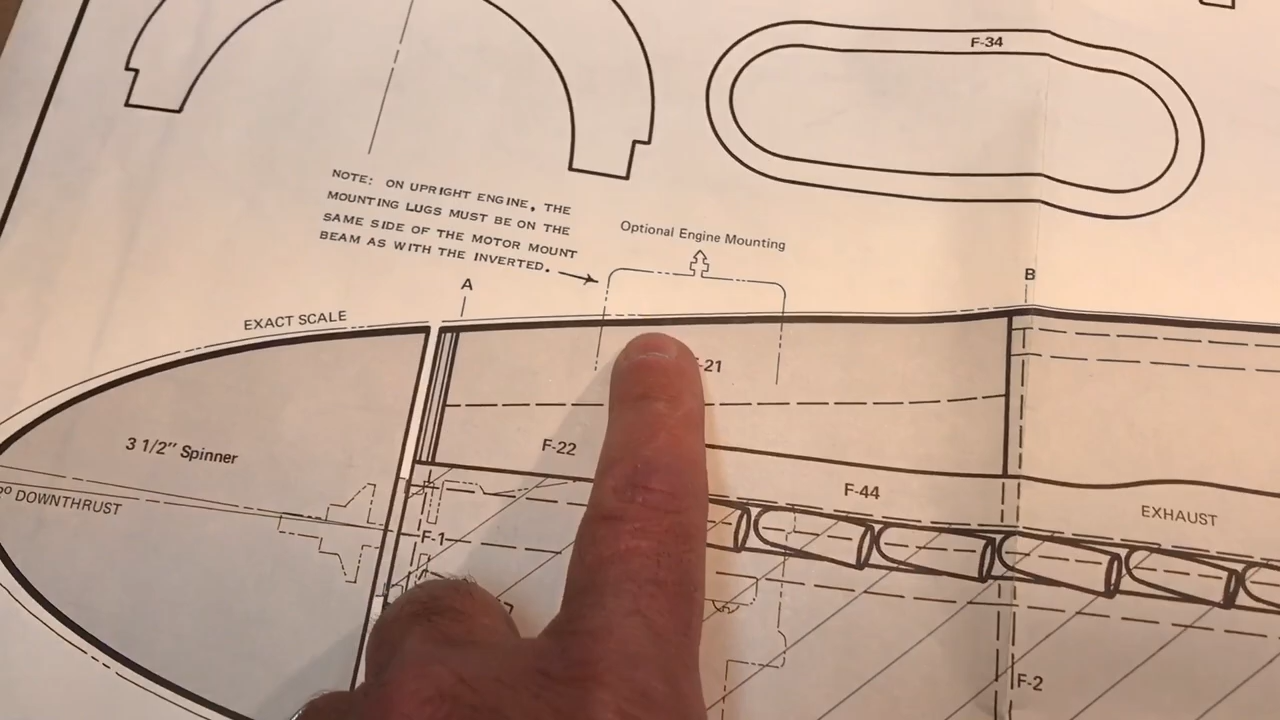 F-34
NOTE: ON UPRIGHT ENGINE, THE
MOUNTING LUGS MUST BE ON THE
SAME SIDE OF THE MOTOR MOUNT
BEAM AS WITH THE INVERTED.
Optional Engine Mounting
A
B
EXACT SCALE
-21
3 1/2" Spinner
F-22
F-44
EXHAUST
º DOWNTHRUST
F-1
F-2